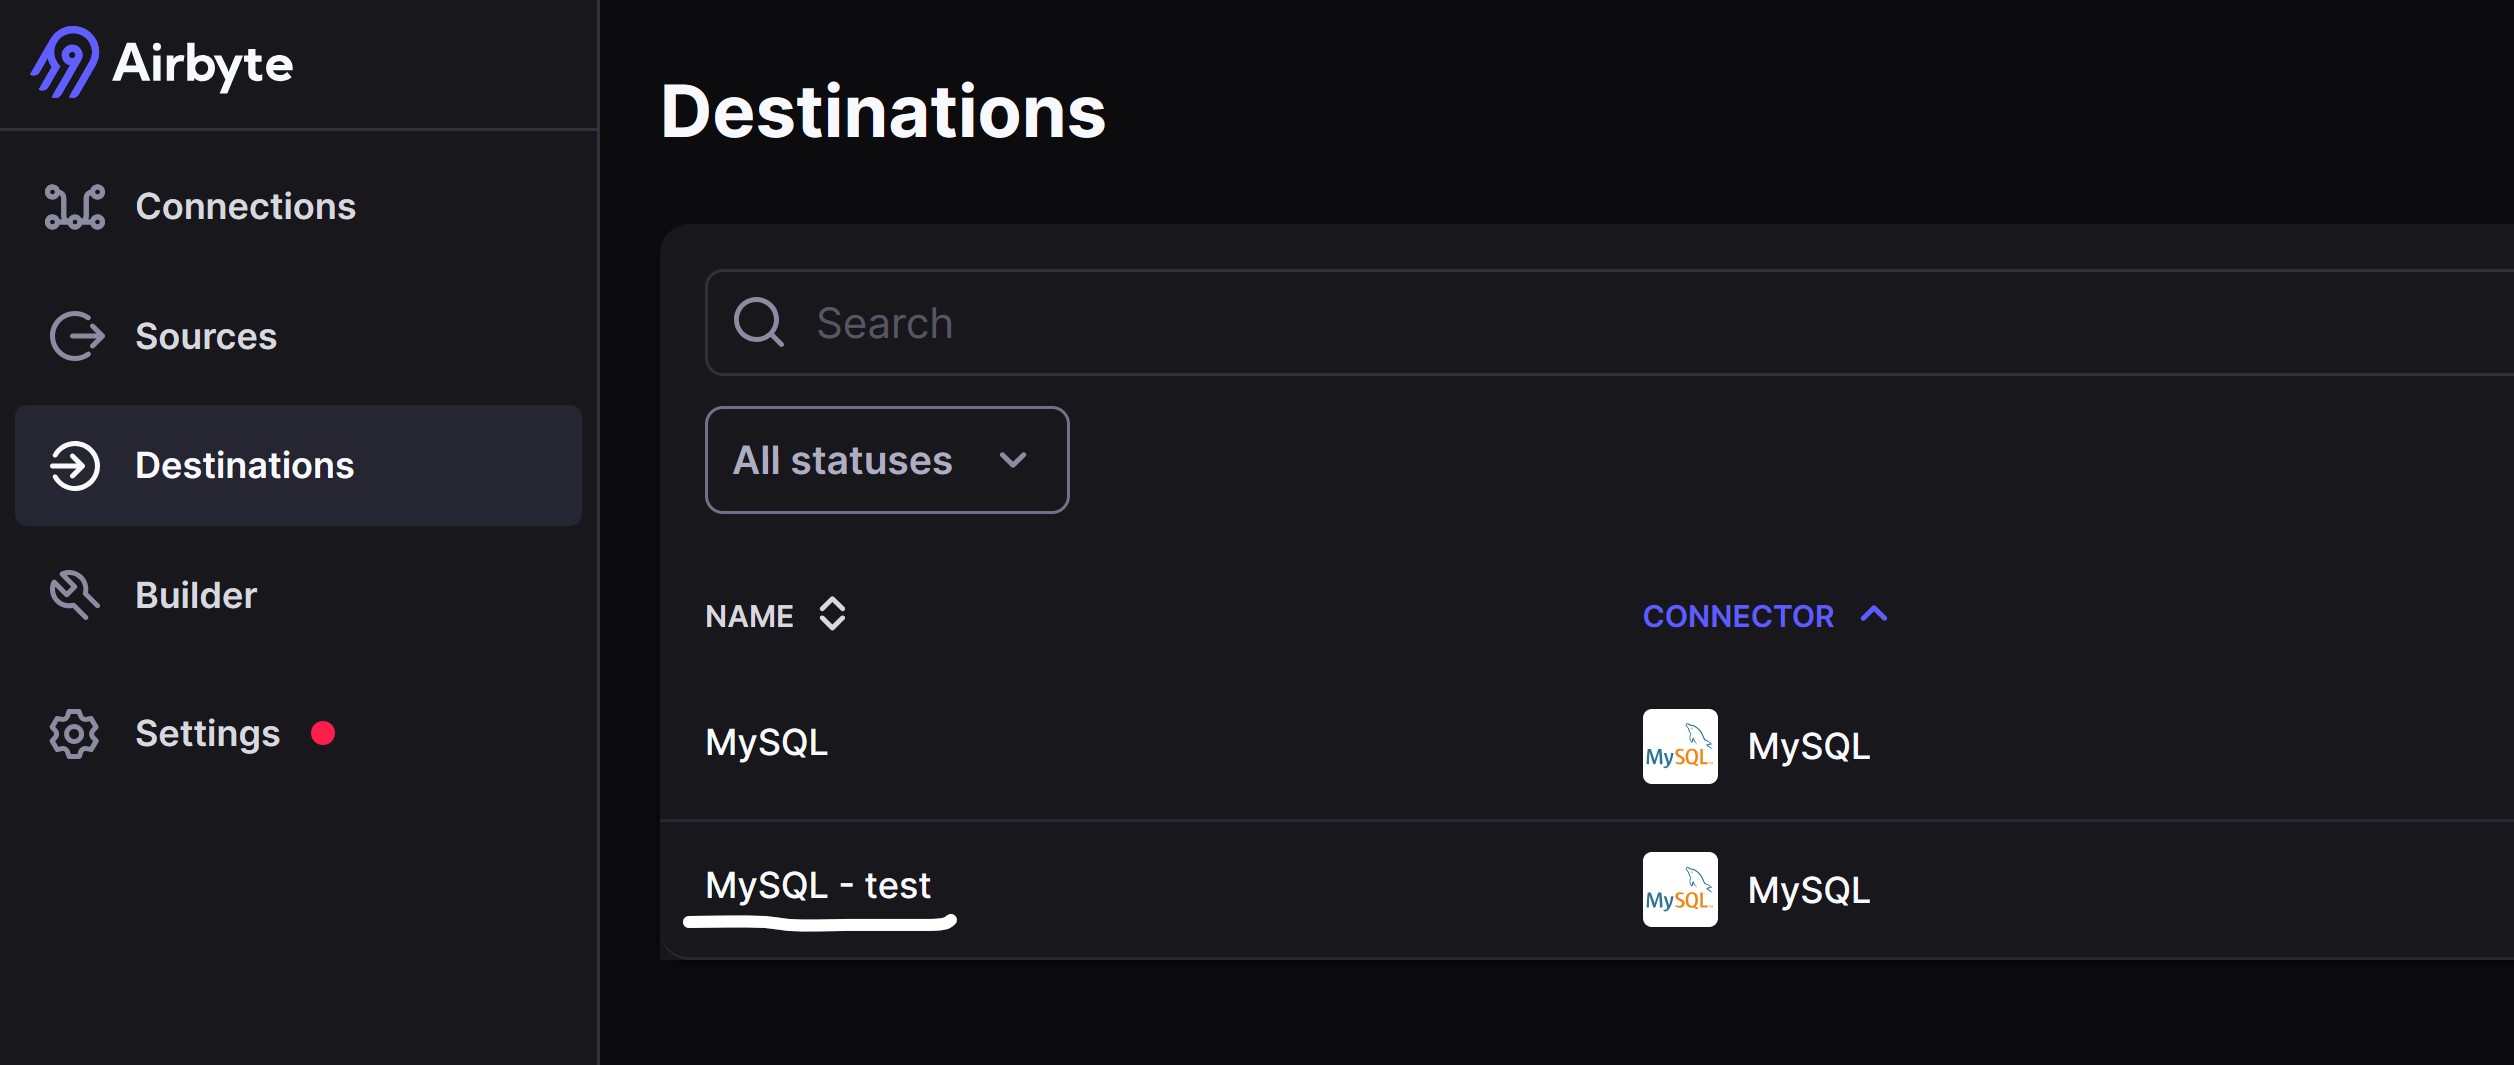 Airbyte
Connections
Sources
Destinations
Builder
Settings
Destinations
Search
All statuses
NAME CONNECTOR
MySQL MySQL MySQL
MySQL - test MySQL MySQL